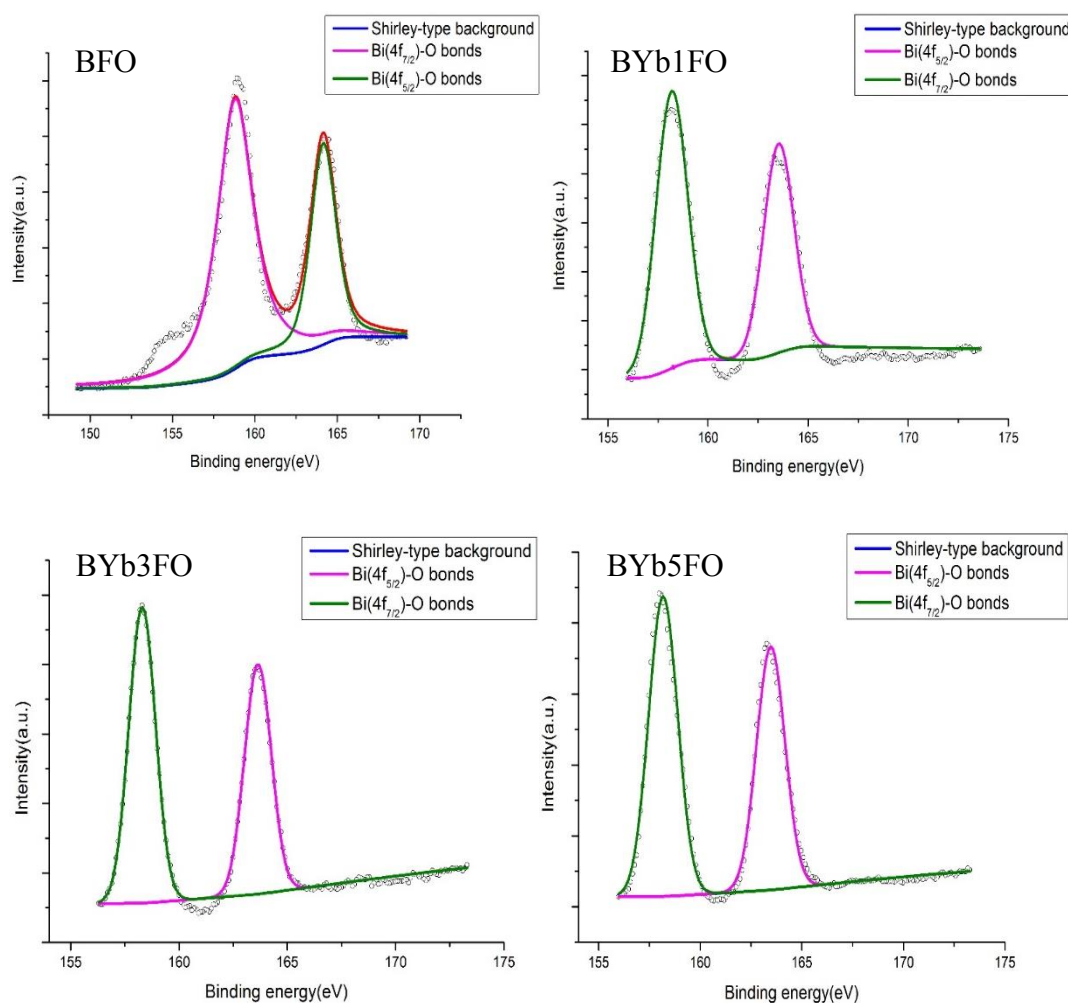 BFO
Shirley-type background
Bi(4f7/2)-O bonds
Bi(4f5/2)-O bonds
Intensity(a.u.)
150 155 160 165 170
Binding energy(eV)
BYb1FO
Shirley-type background
Bi(4f5/2)-O bonds
Bi(4f7/2)-O bonds
Intensity(a.u.)
155 160 165 170 175
Binding energy(eV)
BYb3FO
Shirley-type background
Bi(4f5/2)-O bonds
Bi(4f7/2)-O bonds
Intensity(a.u.)
155 160 165 170 175
Binding energy(eV)
BYb5FO
Shirley-type background
Bi(4f5/2)-O bonds
Bi(4f7/2)-O bonds
Intensity(a.u.)
155 160 165 170 175
Binding energy(eV)